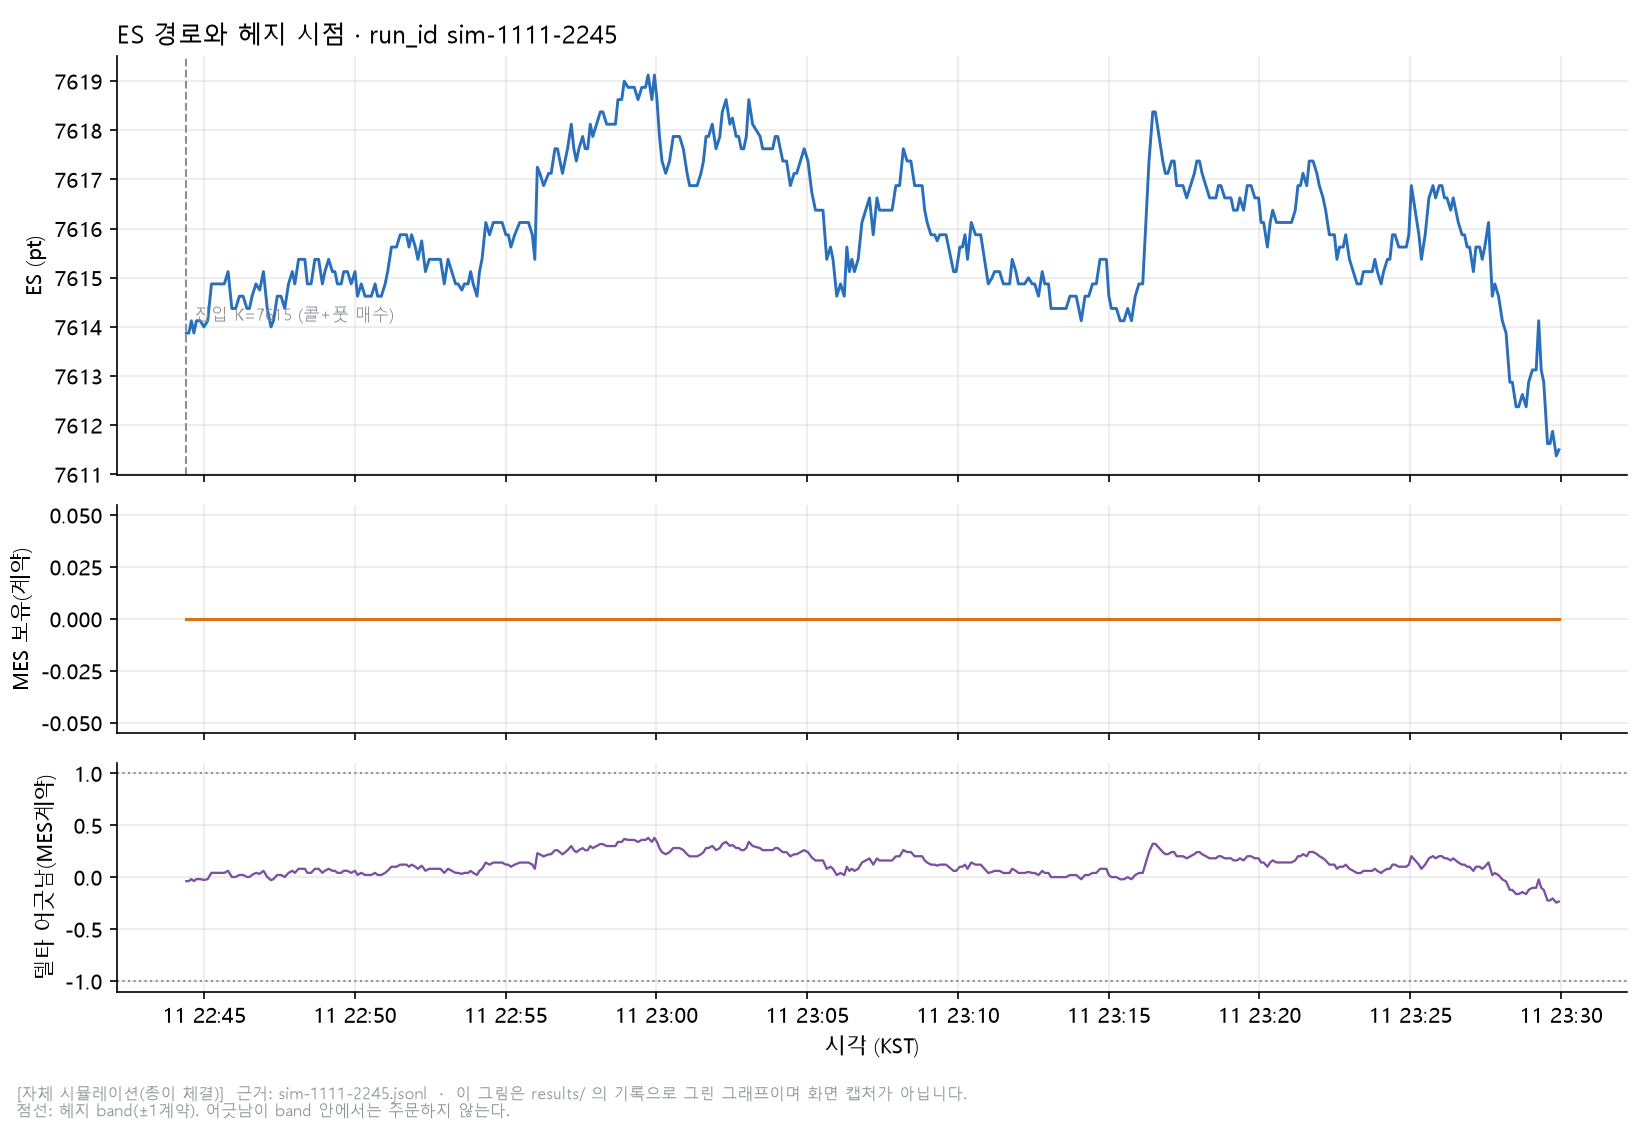 ES 경로와 헤지 시점 · run_id sim-1111-2245
ES (pt)
7619
7618
7617
7616
7615
7614
7613
7612
7611
진입 K=7615 (콜+풋 매수)
MES 보유(계약)
0.050
0.025
0.000
-0.025
-0.050
델타 어긋남(MES계약)
1.0
0.5
0.0
-0.5
-1.0
11 22:45 11 22:50 11 22:55 11 23:00 11 23:05 11 23:10 11 23:15 11 23:20 11 23:25 11 23:30
시각 (KST)
[자체 시뮬레이션(종이 체결)] 근거: sim-1111-2245.jsonl · 이 그림은 results/ 의 기록으로 그린 그래프이며 화면 캡처가 아닙니다.
점선: 헤지 band(±1계약). 어긋남이 band 안에서는 주문하지 않는다.